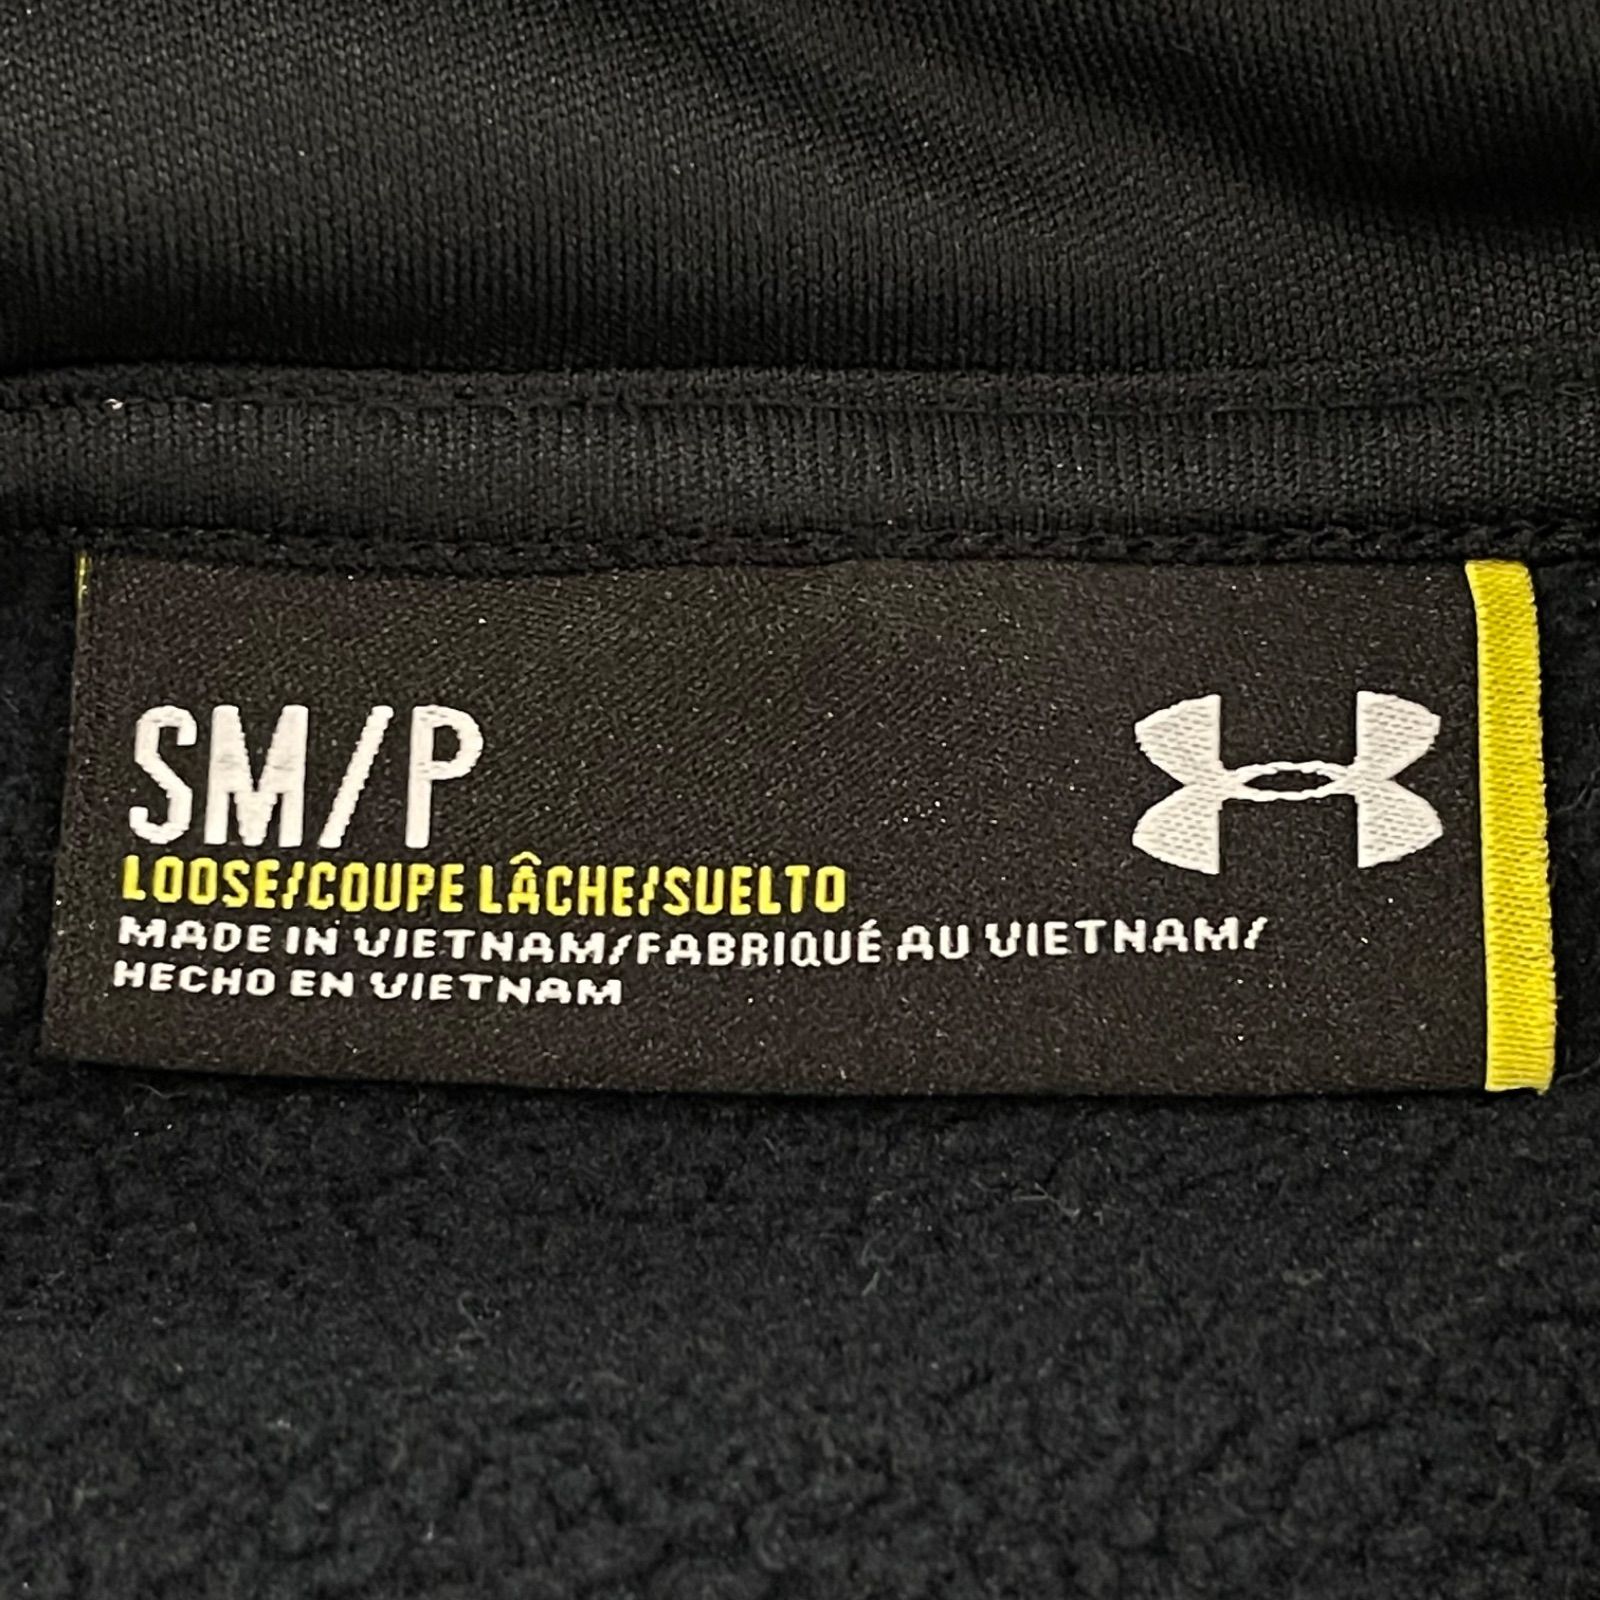 SM/P
LOOSE/COUPE LÂCHE/SUELTO
MADE IN VIETNAM/FABRIQUÉ AU VIETNAM/
HECHO EN VIETNAM